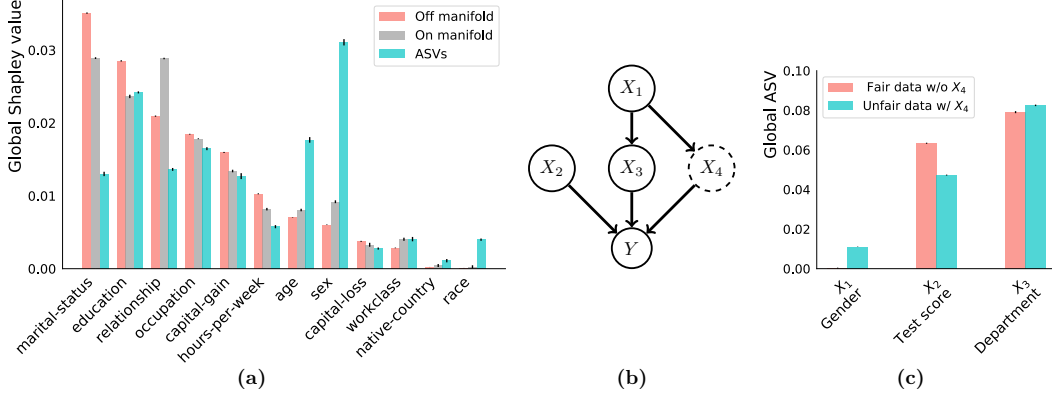 Global Shapley value
0.03
0.02
0.01
0.00
Off manifold
On manifold
ASVs
marital-status
education
relationship
occupation
capital-gain
hours-per-week
age
sex
capital-loss
workclass
native-country
race
(a)
X₁
X₂
X₃
X₄
Y
(b)
Global ASV
0.10
0.08
0.06
0.04
0.02
0.00
Fair data w/o X₄
Unfair data w/ X₄
X₁
Gender
X₂
Test score
X₃
Department
(c)